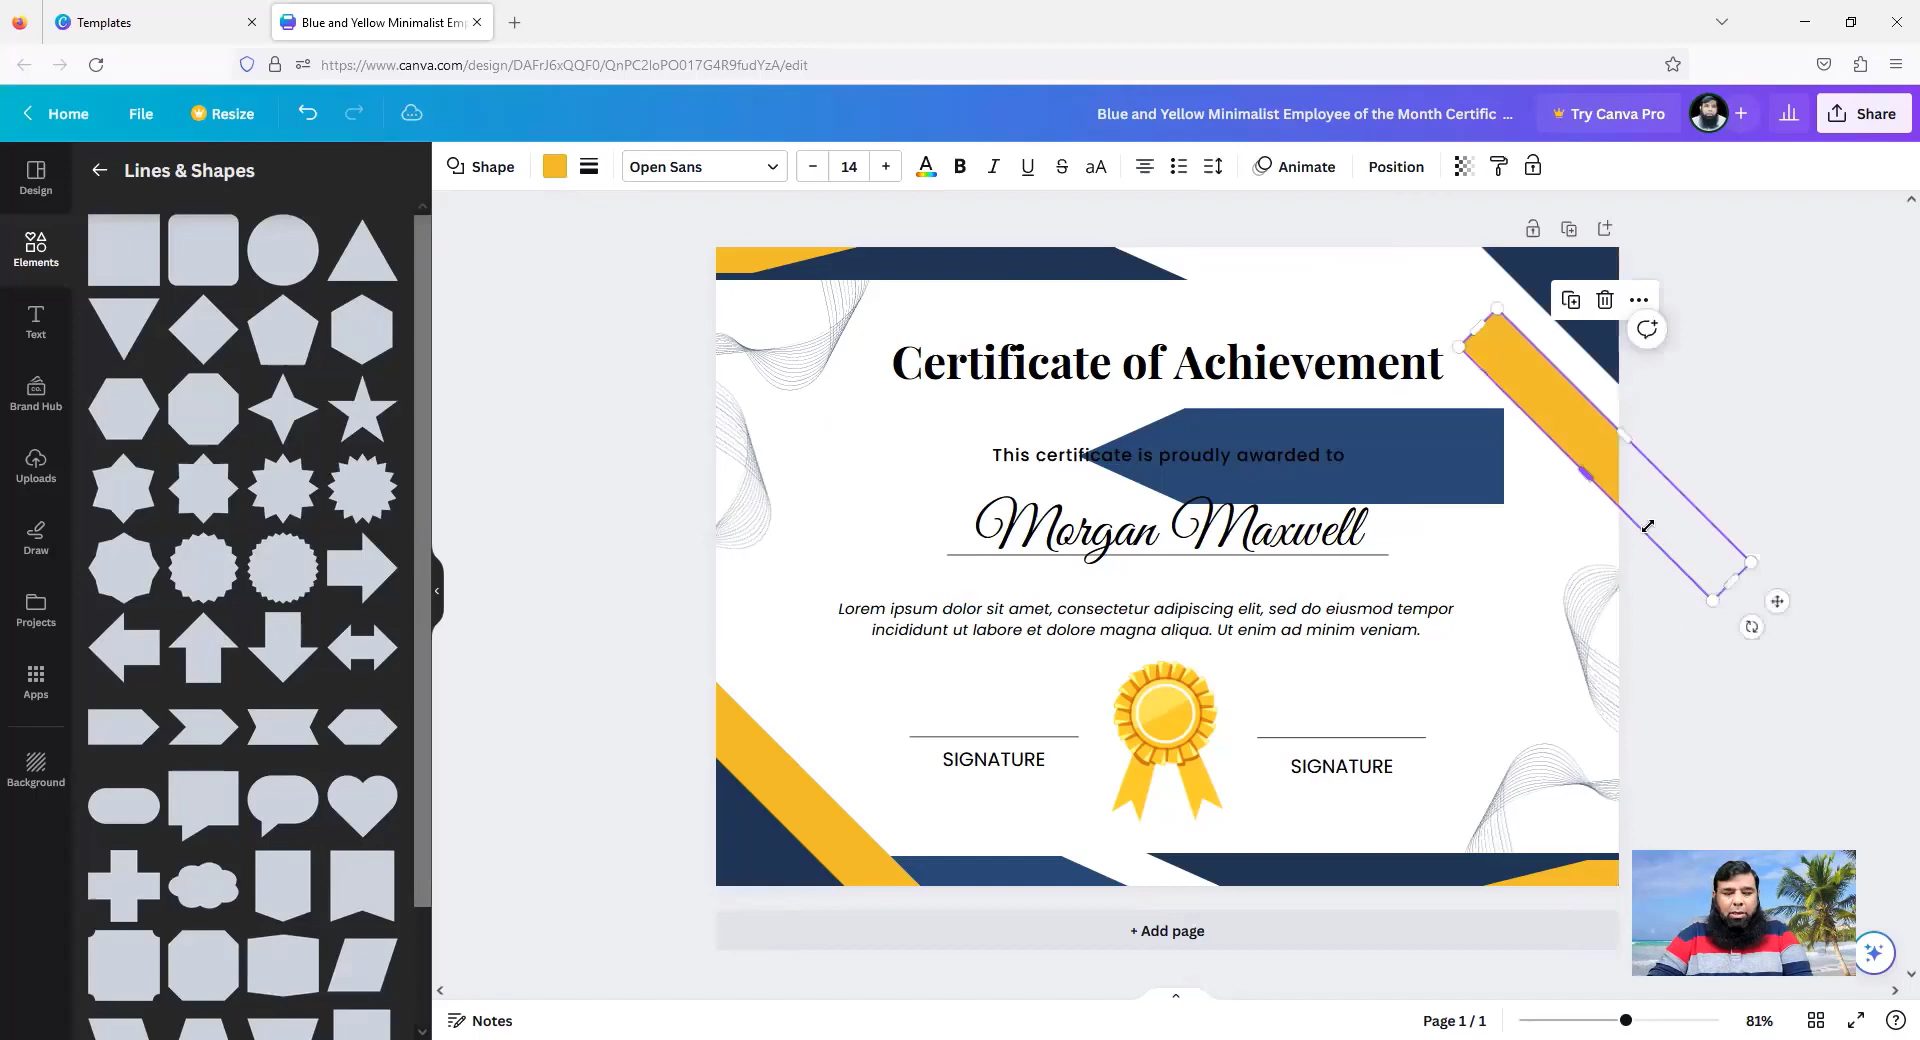 Templates
Blue and Yellow Minimalist Em
https://www.canva.com/design/DAFrJ6xQQF0/QnPC2loPO017G4R9fudYzA/edit
Home
File
Resize
Blue and Yellow Minimalist Employee of the Month Certific ...
Try Canva Pro
Share
Lines & Shapes
Shape
Open Sans
14
B
I
U
S
aA
Animate
Position
Design
Elements
Text
Brand Hub
Uploads
Draw
Projects
Apps
Background
Certificate of Achievement
This certificate is proudly awarded to
Morgan Maxwell
Lorem ipsum dolor sit amet, consectetur adipiscing elit, sed do eiusmod tempor
incididunt ut labore et dolore magna aliqua. Ut enim ad minim veniam.
SIGNATURE
SIGNATURE
+ Add page
Notes
Page 1 / 1
81%